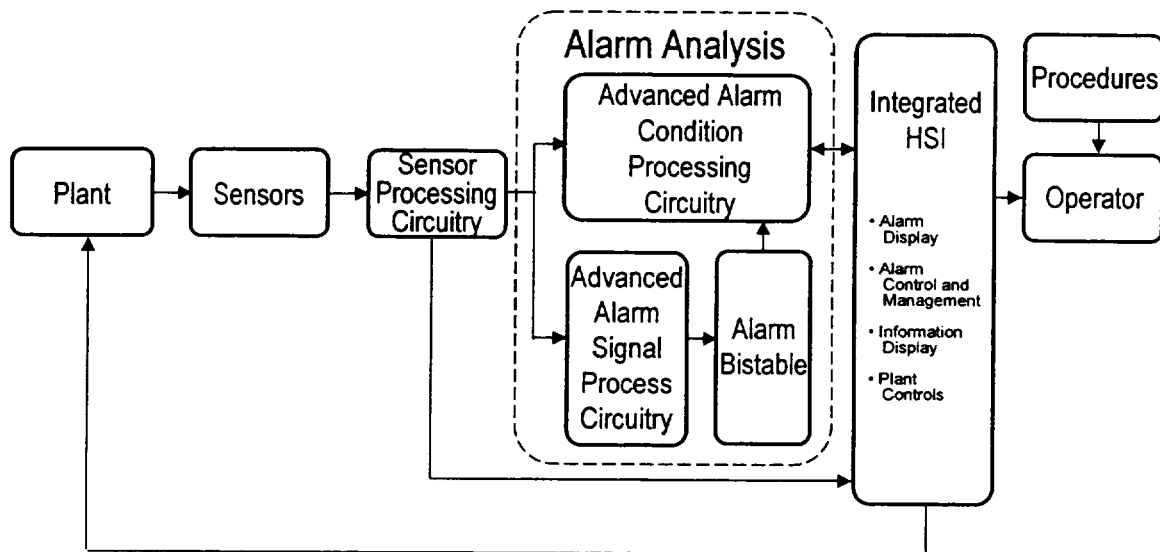 Alarm Analysis
Plant
Sensors
Sensor
Processing
Circuitry
Advanced Alarm
Condition
Processing
Circuitry
Advanced
Alarm
Signal
Process
Circuitry
Alarm
Bistable
Integrated
HSI
• Alarm
Display
• Alarm
Control and
Management
• Information
Display
• Plant
Controls
Procedures
Operator